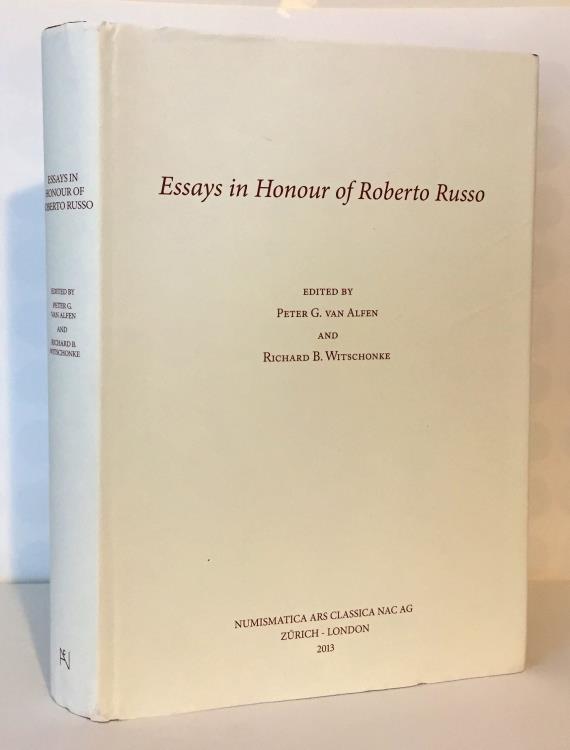 ESSAYS IN
HONOUR OF
ROBERTO RUSSO
EDITED BY
PETER G.
VAN ALFEN
AND
RICHARD B.
WITSCHONKE
Essays in Honour of Roberto Russo
EDITED BY
PETER G. VAN ALFEN
AND
RICHARD B. WITSCHONKE
NUMISMATICA ARS CLASSICA NAC AG
ZÜRICH - LONDON
2013